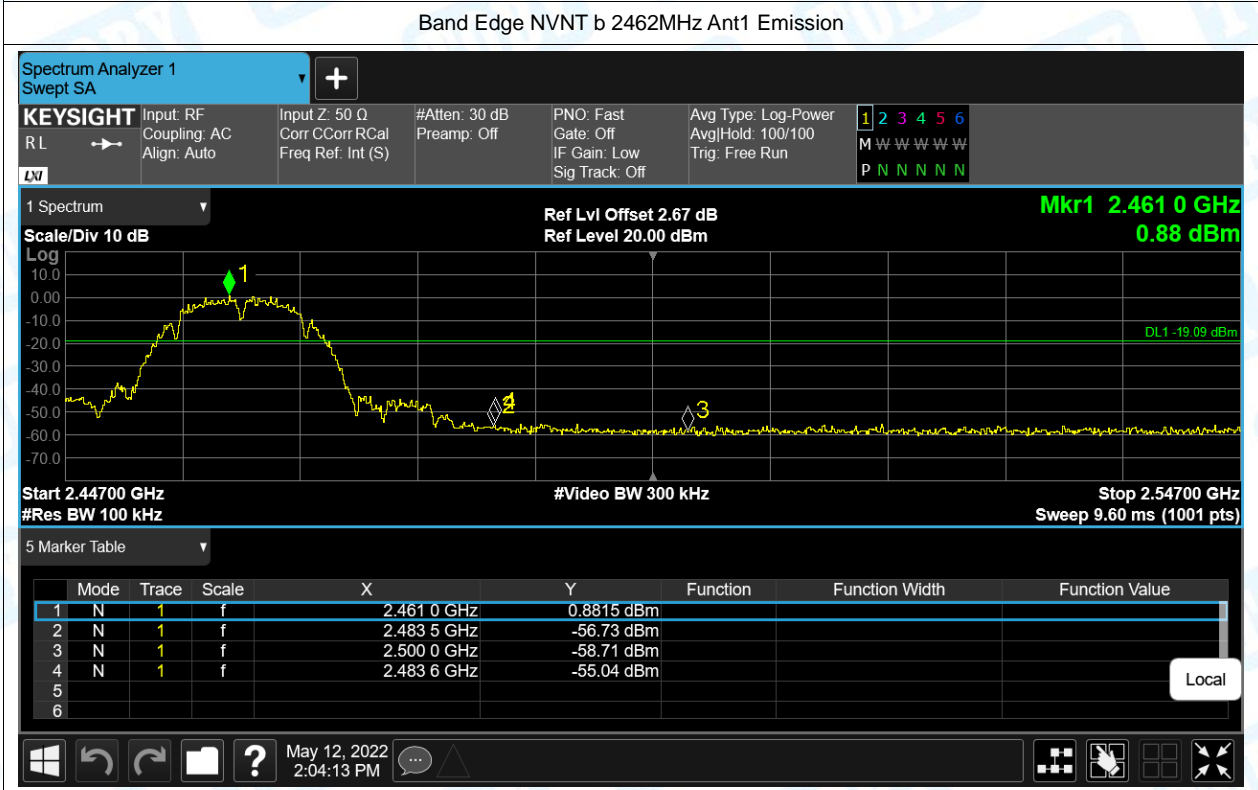 Band Edge NVNT b 2462MHz Ant1 Emission
Spectrum Analyzer 1
Swept SA
KEYSIGHT
R L
LXI
Input: RF
Coupling: AC
Align: Auto
Input Z: 50 Ω
Corr CCorr RCal
Freq Ref: Int (S)
#Atten: 30 dB
Preamp: Off
PNO: Fast
Gate: Off
IF Gain: Low
Sig Track: Off
Avg Type: Log-Power
Avg|Hold: 100/100
Trig: Free Run
1 2 3 4 5 6
M W W W W W
P N N N N N
1 Spectrum
Scale/Div 10 dB
Ref Lvl Offset 2.67 dB
Ref Level 20.00 dBm
Mkr1 2.461 0 GHz
0.88 dBm
Log
10.0
0.00
-10.0
-20.0
-30.0
-40.0
-50.0
-60.0
-70.0
1
DL1 -19.09 dBm
3
Start 2.44700 GHz
#Res BW 100 kHz
#Video BW 300 kHz
Stop 2.54700 GHz
Sweep 9.60 ms (1001 pts)
5 Marker Table
Mode Trace Scale X Y Function Function Width Function Value
1 N 1 f 2.461 0 GHz 0.8815 dBm
2 N 1 f 2.483 5 GHz -56.73 dBm
3 N 1 f 2.500 0 GHz -58.71 dBm
4 N 1 f 2.483 6 GHz -55.04 dBm
5
6
Local
?
May 12, 2022
2:04:13 PM